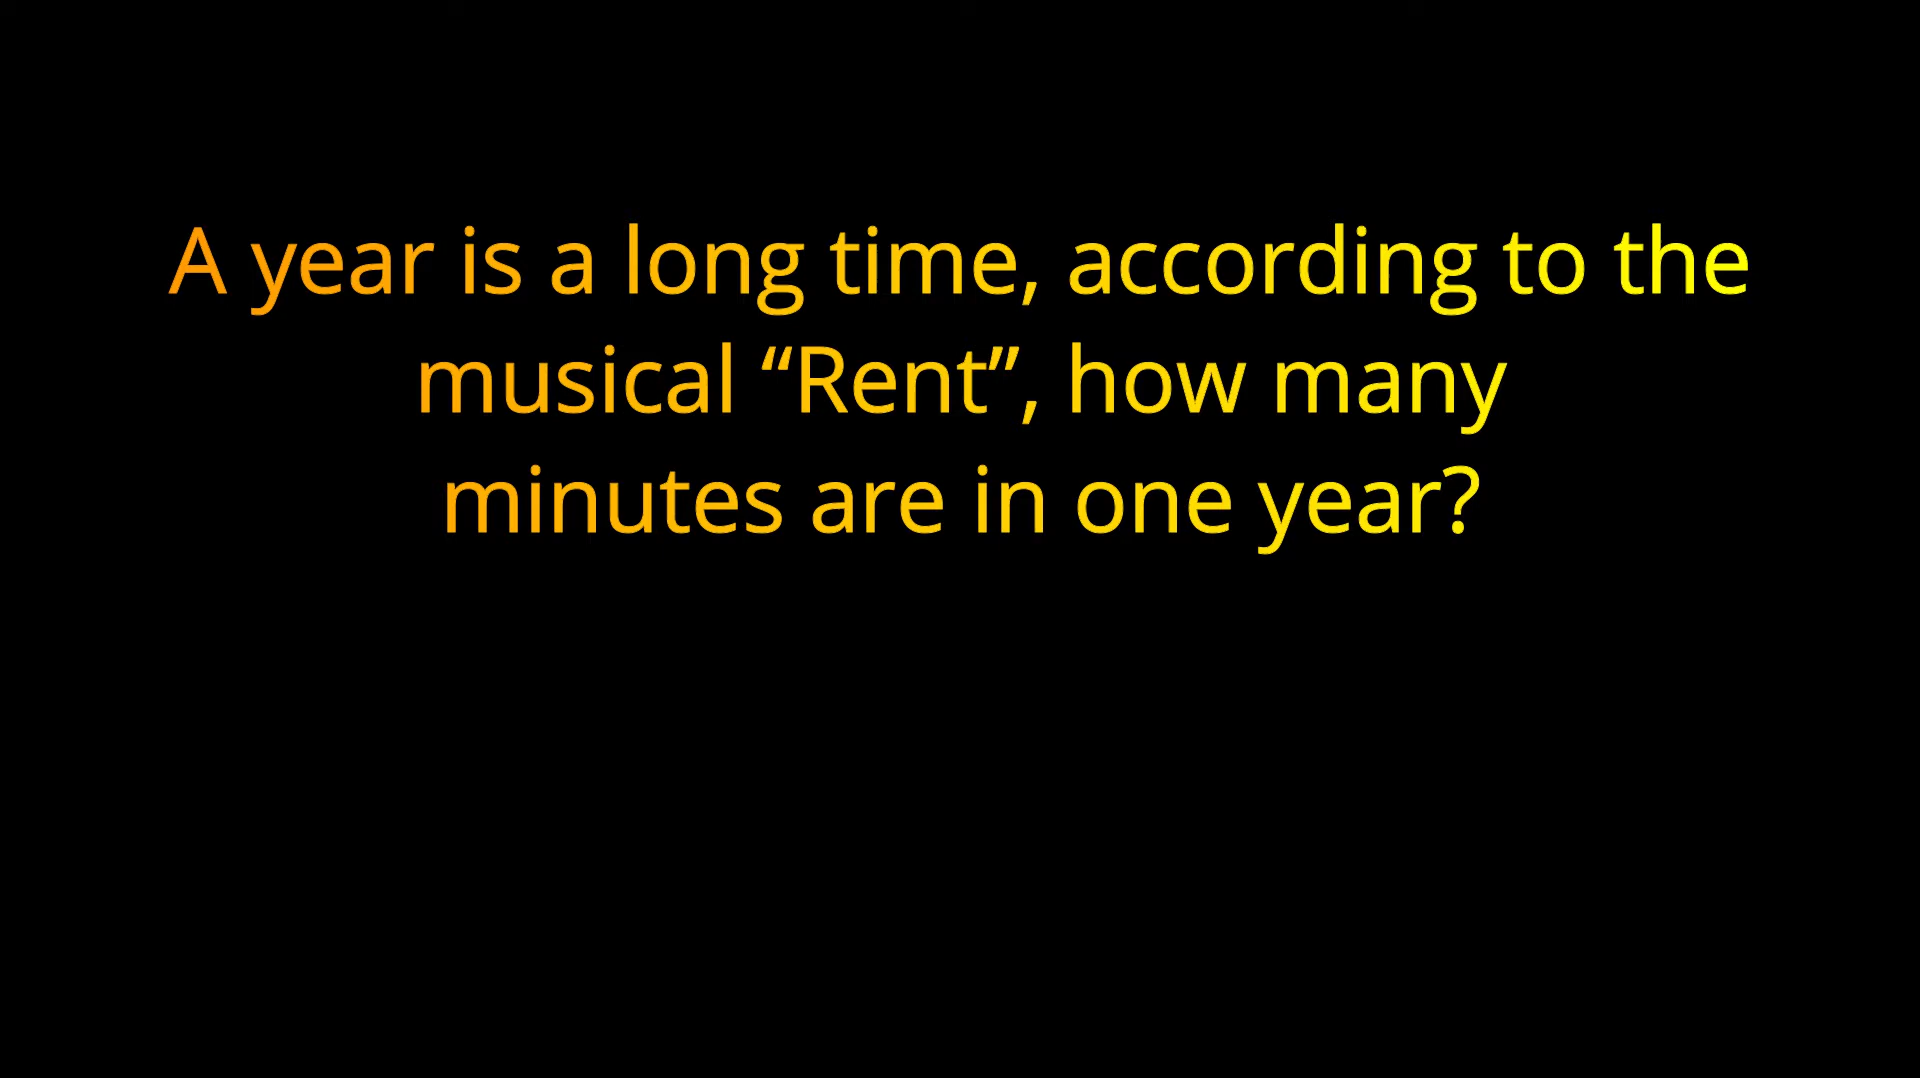 A year is a long time, according to the
musical “Rent”, how many
minutes are in one year?